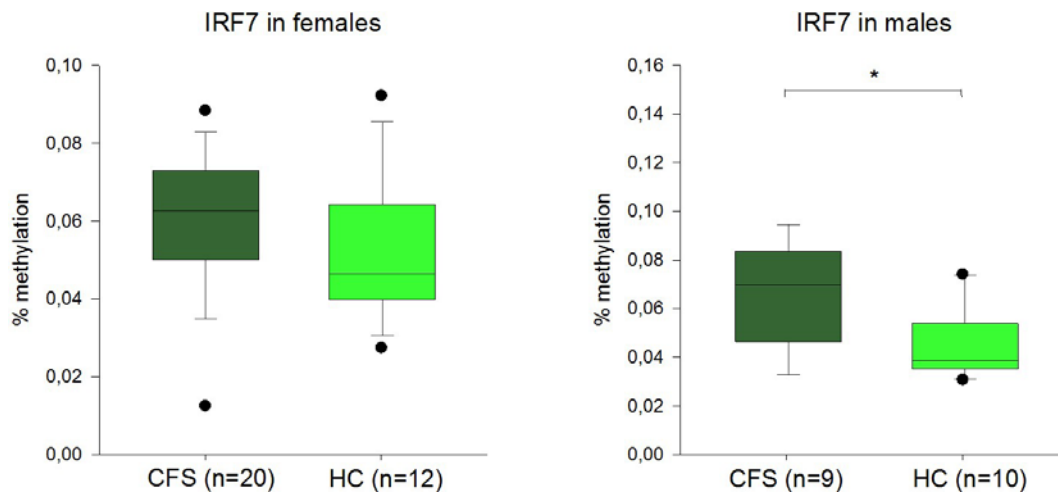 IRF7 in females
0,10
0,08
0,06
0,04
0,02
0,00
% methylation
CFS (n=20)
HC (n=12)
IRF7 in males
0,16
0,14
0,12
0,10
0,08
0,06
0,04
0,02
0,00
% methylation
*
CFS (n=9)
HC (n=10)